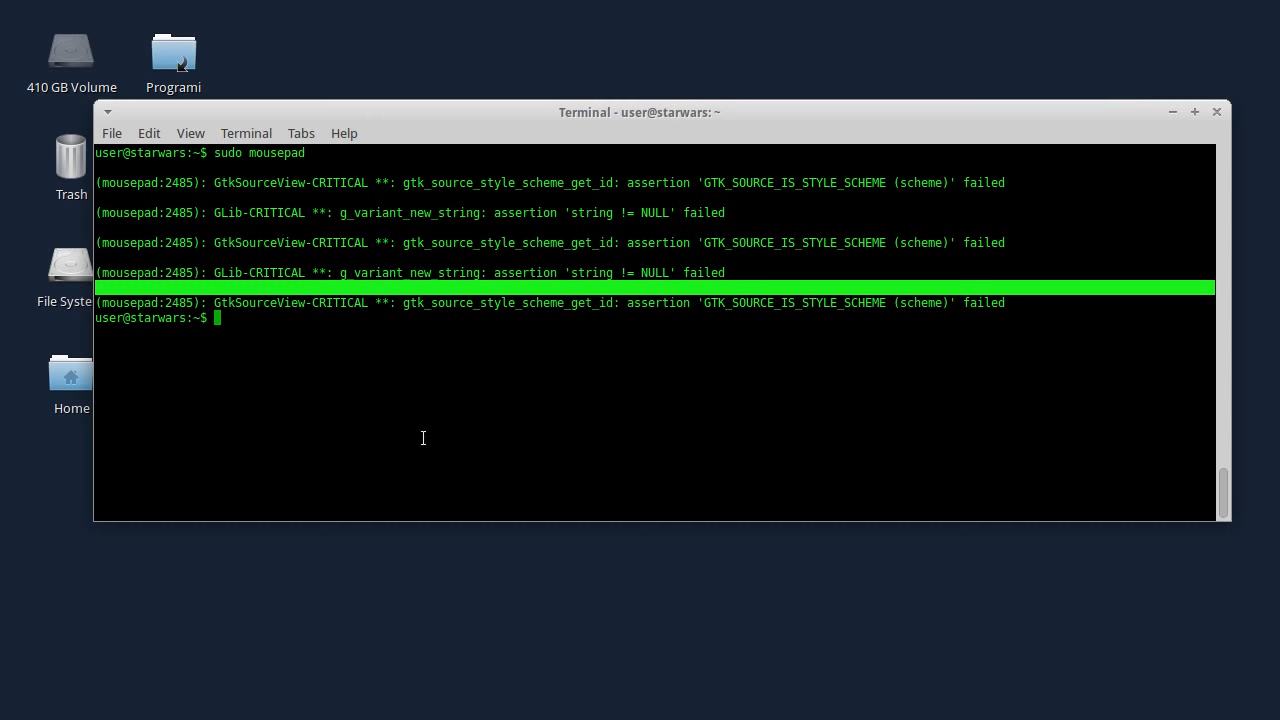 410 GB Volume
Programi
Terminal - user@starwars: ~
File Edit View Terminal Tabs Help
user@starwars:~$ sudo mousepad
(mousepad:2485): GtkSourceView-CRITICAL **: gtk_source_style_scheme_get_id: assertion 'GTK_SOURCE_IS_STYLE_SCHEME (scheme)' failed
(mousepad:2485): GLib-CRITICAL **: g_variant_new_string: assertion 'string != NULL' failed
(mousepad:2485): GtkSourceView-CRITICAL **: gtk_source_style_scheme_get_id: assertion 'GTK_SOURCE_IS_STYLE_SCHEME (scheme)' failed
(mousepad:2485): GLib-CRITICAL **: g_variant_new_string: assertion 'string != NULL' failed
(mousepad:2485): GtkSourceView-CRITICAL **: gtk_source_style_scheme_get_id: assertion 'GTK_SOURCE_IS_STYLE_SCHEME (scheme)' failed
user@starwars:~$
Trash
File Syste
Home